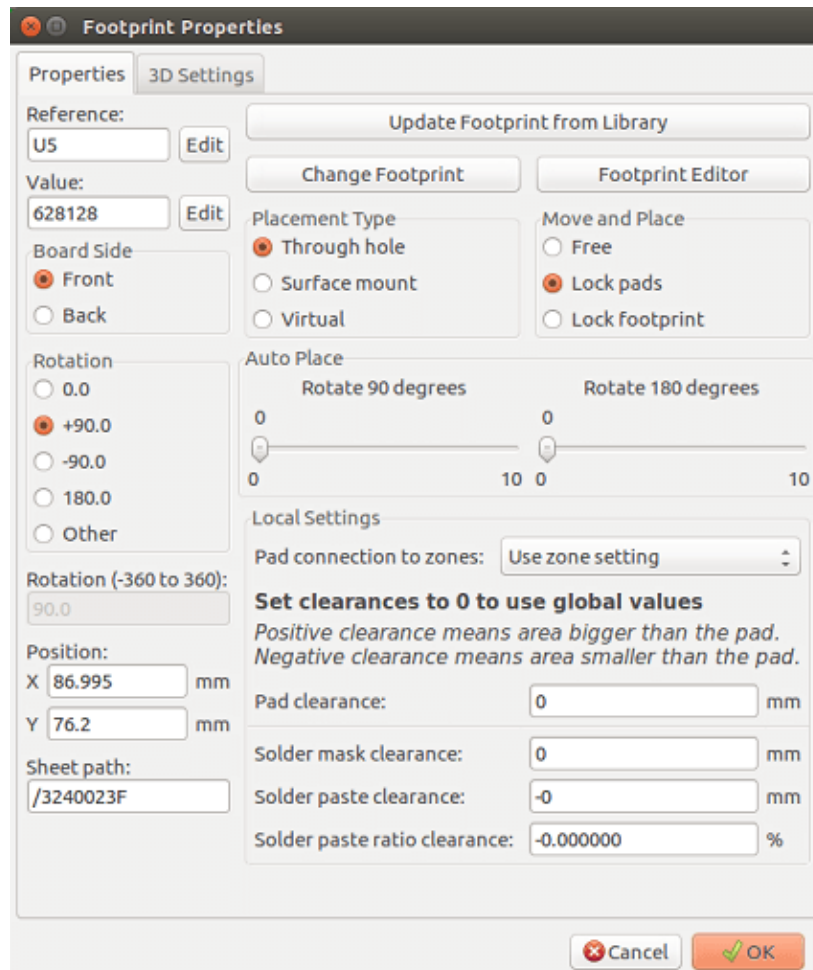 Footprint Properties
Properties
3D Settings
Reference:
U5
Edit
Value:
628128
Edit
Board Side
Front
Back
Rotation
0.0
+90.0
-90.0
180.0
Other
Rotation (-360 to 360):
90.0
Position:
X 86.995 mm
Y 76.2 mm
Sheet path:
/3240023F
Update Footprint from Library
Change Footprint
Footprint Editor
Placement Type
Through hole
Surface mount
Virtual
Move and Place
Free
Lock pads
Lock footprint
Auto Place
Rotate 90 degrees
0
0 10
Rotate 180 degrees
0
0 10
Local Settings
Pad connection to zones: Use zone setting
Set clearances to 0 to use global values
Positive clearance means area bigger than the pad.
Negative clearance means area smaller than the pad.
Pad clearance: 0 mm
Solder mask clearance: 0 mm
Solder paste clearance: -0 mm
Solder paste ratio clearance: -0.000000 %
Cancel
OK